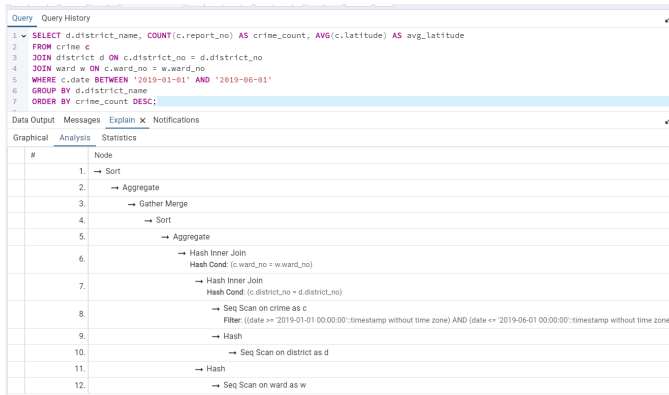 Query Query History
1 SELECT d.district_name, COUNT(c.report_no) AS crime_count, AVG(c.latitude) AS avg_latitude
2 FROM crime c
3 JOIN district d ON c.district_no = d.district_no
4 JOIN ward w ON c.ward_no = w.ward_no
5 WHERE c.date BETWEEN '2019-01-01' AND '2019-06-01'
6 GROUP BY d.district_name
7 ORDER BY crime_count DESC;
Data Output Messages Explain × Notifications
Graphical Analysis Statistics
# Node
1. → Sort
2. → Aggregate
3. → Gather Merge
4. → Sort
5. → Aggregate
6. → Hash Inner Join
Hash Cond: (c.ward_no = w.ward_no)
7. → Hash Inner Join
Hash Cond: (c.district_no = d.district_no)
8. → Seq Scan on crime as c
Filter: ((date >= '2019-01-01 00:00:00'::timestamp without time zone) AND (date <= '2019-06-01 00:00:00'::timestamp without time zone
9. → Hash
10. → Seq Scan on district as d
11. → Hash
12. → Seq Scan on ward as w